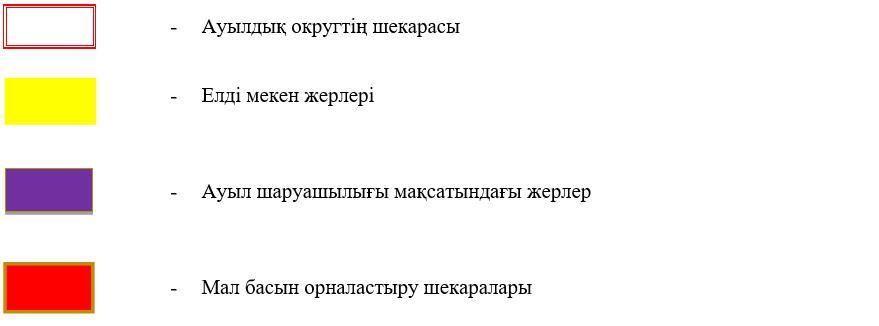 - Ауылдық округтің шекарасы
- Елді мекен жерлері
- Ауыл шаруашылығы мақсатындағы жерлер
- Мал басын орналастыру шекаралары